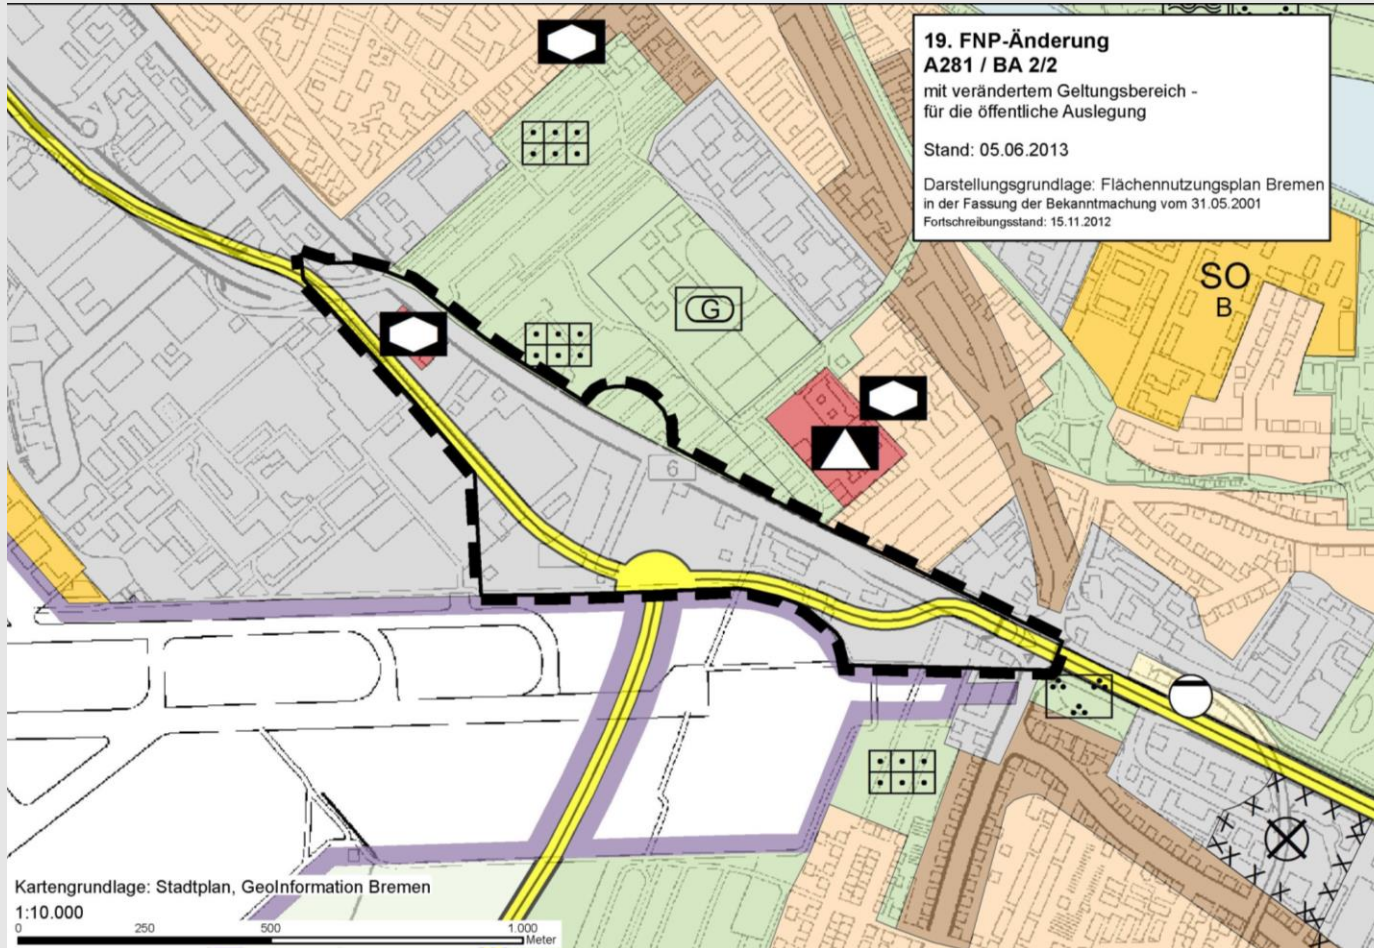 19. FNP-Änderung
A281 / BA 2/2
mit verändertem Geltungsbereich -
für die öffentliche Auslegung
Stand: 05.06.2013
Darstellungsgrundlage: Flächennutzungsplan Bremen
in der Fassung der Bekanntmachung vom 31.05.2001
Fortschreibungsstand: 15.11.2012
SO
B
G
6
Kartengrundlage: Stadtplan, GeoInformation Bremen
1:10.000
0 250 500 1.000
Meter